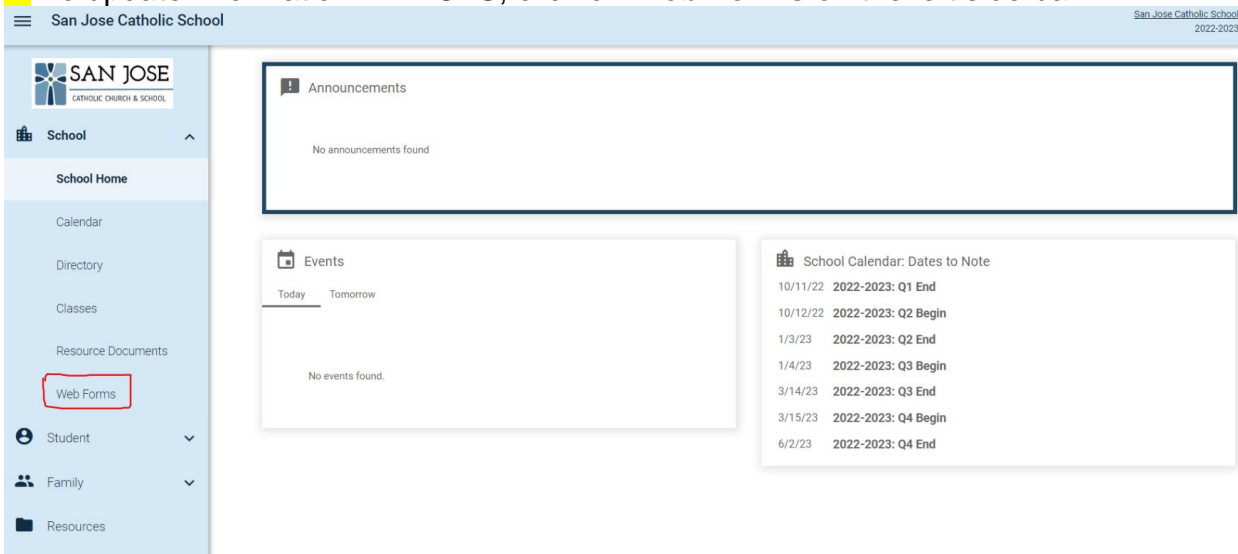 San Jose Catholic School
San Jose Catholic School
2022-2023
SAN JOSE
CATHOLIC CHURCH & SCHOOL
School
School Home
Calendar
Directory
Classes
Resource Documents
Web Forms
Student
Family
Resources
Announcements
No announcements found
Events
Today Tomorrow
No events found.
School Calendar: Dates to Note
10/11/22 2022-2023: Q1 End
10/12/22 2022-2023: Q2 Begin
1/3/23 2022-2023: Q2 End
1/4/23 2022-2023: Q3 Begin
3/14/23 2022-2023: Q3 End
3/15/23 2022-2023: Q4 Begin
6/2/23 2022-2023: Q4 End